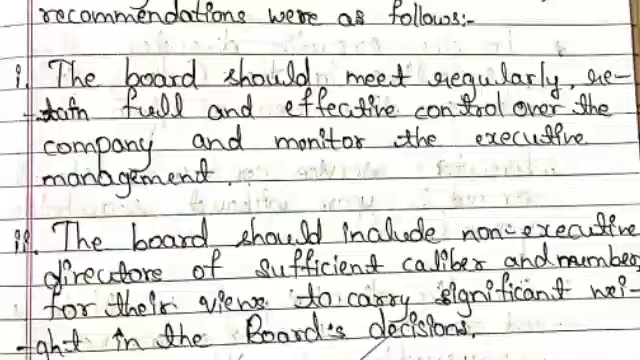 recommendations were as follows:-
i. The board should meet regularly, re-
-tain full and effective control over the
company and monitor the executive
management.
ii. The board should include non-executive
directors of sufficient caliber and number
for their views to carry significant wei-
-ght in the Board's decisions.